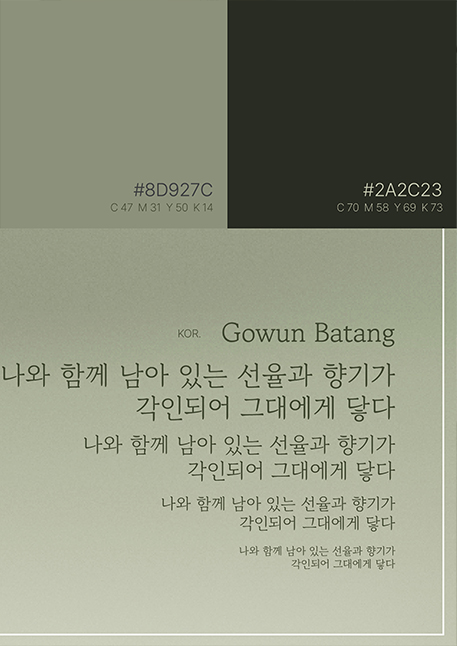 #8D927C
C 47 M 31 Y 50 K 14
#2A2C23
C 70 M 58 Y 69 K 73
KOR. Gowun Batang
나와 함께 남아 있는 선율과 향기가
각인되어 그대에게 닿다
나와 함께 남아 있는 선율과 향기가
각인되어 그대에게 닿다
나와 함께 남아 있는 선율과 향기가
각인되어 그대에게 닿다
나와 함께 남아 있는 선율과 향기가
각인되어 그대에게 닿다